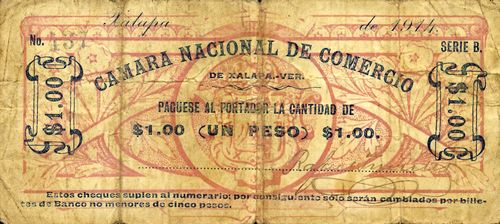 Xalapa de 1914.
No. 157 SERIE B.
CAMARA NACIONAL DE COMERCIO
DE XALAPA.-VER.
PAGUESE AL PORTADOR LA CANTIDAD DE
$1.00 (UN PESO) $1.00.
$1.00
$1.00
Estos cheques suplen al numerario; por consiguiente sólo serán cambiados por bille-
tes de Banco no menores de cinco pesos.